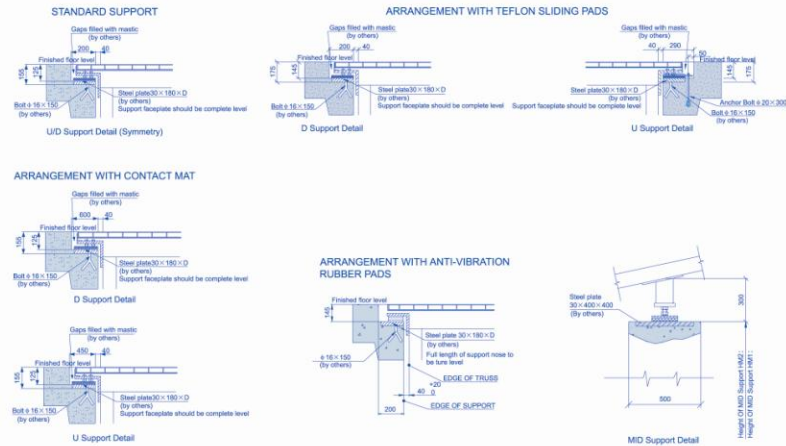 STANDARD SUPPORT
Gaps filled with mastic
(by others)
200
40
Finished floor level
155
125
Steel plate30×180×D
(by others)
Support faceplate should be complete level
Bolt ϕ 16×150
(by others)
U/D Support Detail (Symmetry)
ARRANGEMENT WITH TEFLON SLIDING PADS
Gaps filled with mastic
(by others)
200
40
Finished floor level
175
145
Steel plate30×180×D
(by others)
Support faceplate should be complete level
Bolt ϕ 16×150
(by others)
D Support Detail
Gaps filled with mastic
(by others)
40
290
50
Finished floor level
145
175
Steel plate30×180×D
(by others)
Support faceplate should be complete level
Anchor Bolt ϕ 20×300
Bolt ϕ 16×150
(by others)
U Support Detail
ARRANGEMENT WITH CONTACT MAT
Gaps filled with mastic
(by others)
600
40
Finished floor level
155
125
Steel plate30×180×D
(by others)
Support faceplate should be complete level
Bolt ϕ 16×150
(by others)
D Support Detail
Gaps filled with mastic
(by others)
450
40
Finished floor level
155
125
Steel plate30×180×D
(by others)
Support faceplate should be complete level
Bolt ϕ 16×150
(by others)
U Support Detail
ARRANGEMENT WITH ANTI-VIBRATION
RUBBER PADS
Finished floor level
145
Steel plate 30×180×D
(by others)
Full length of support nose to
be ture level
ϕ 16×150
(by others)
EDGE OF TRUSS
+20
40 0
EDGE OF SUPPORT
200
Steel plate
30×400×400
(By others)
300
500
Height Of MID Support HM2:
Height Of MID Support HM1:
MID Support Detail